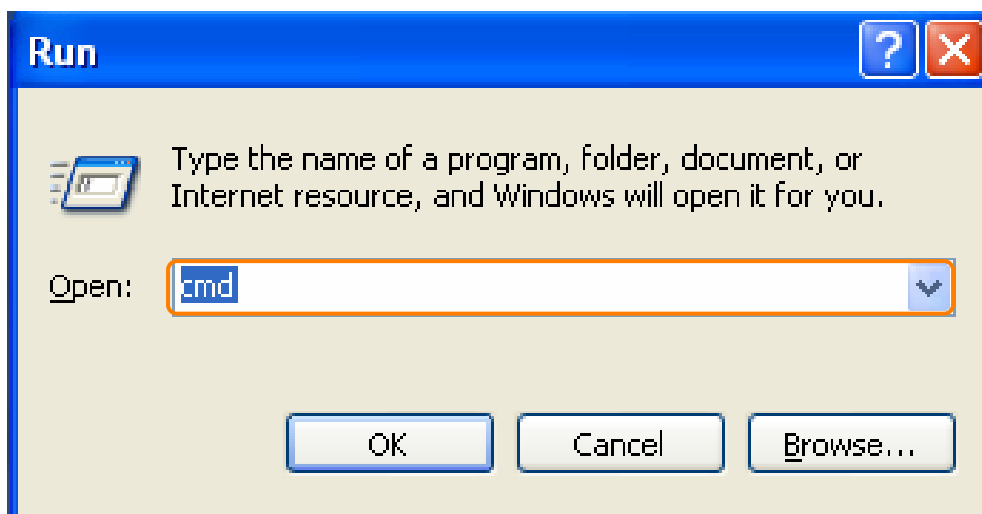 Run
Type the name of a program, folder, document, or
Internet resource, and Windows will open it for you.
Open: cmd
OK Cancel Browse...